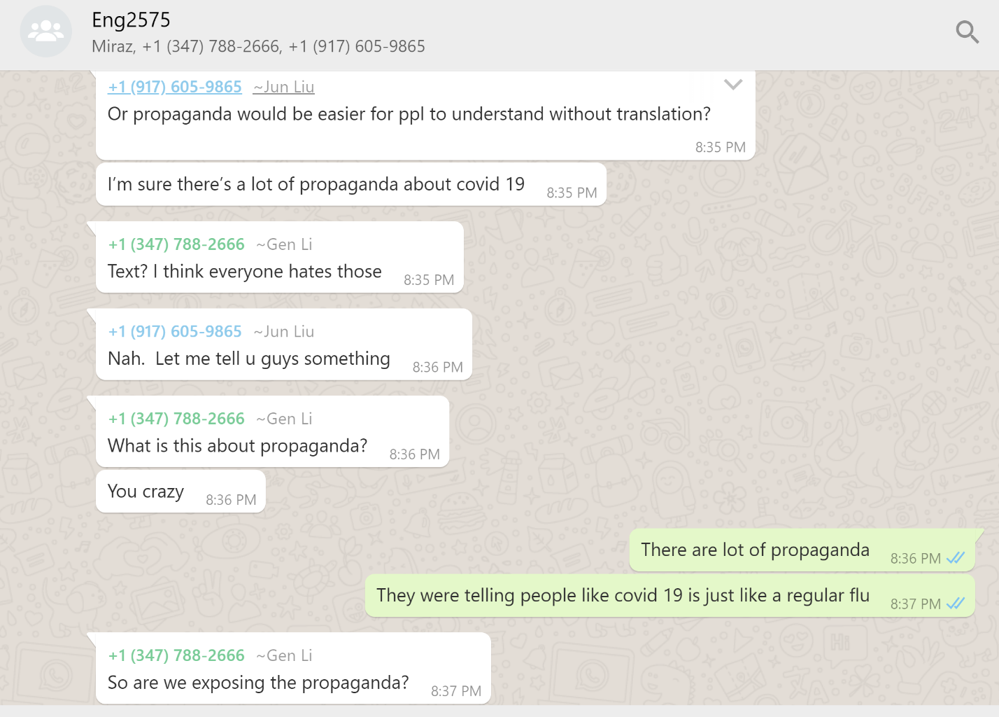 Eng2575
Miraz, +1 (347) 788-2666, +1 (917) 605-9865
+1 (917) 605-9865 ~Jun Liu
Or propaganda would be easier for ppl to understand without translation?
8:35 PM
I'm sure there's a lot of propaganda about covid 19 8:35 PM
+1 (347) 788-2666 ~Gen Li
Text? I think everyone hates those 8:35 PM
+1 (917) 605-9865 ~Jun Liu
Nah.  Let me tell u guys something 8:36 PM
+1 (347) 788-2666 ~Gen Li
What is this about propaganda? 8:36 PM
You crazy 8:36 PM
There are lot of propaganda 8:36 PM
They were telling people like covid 19 is just like a regular flu 8:37 PM
+1 (347) 788-2666 ~Gen Li
So are we exposing the propaganda? 8:37 PM